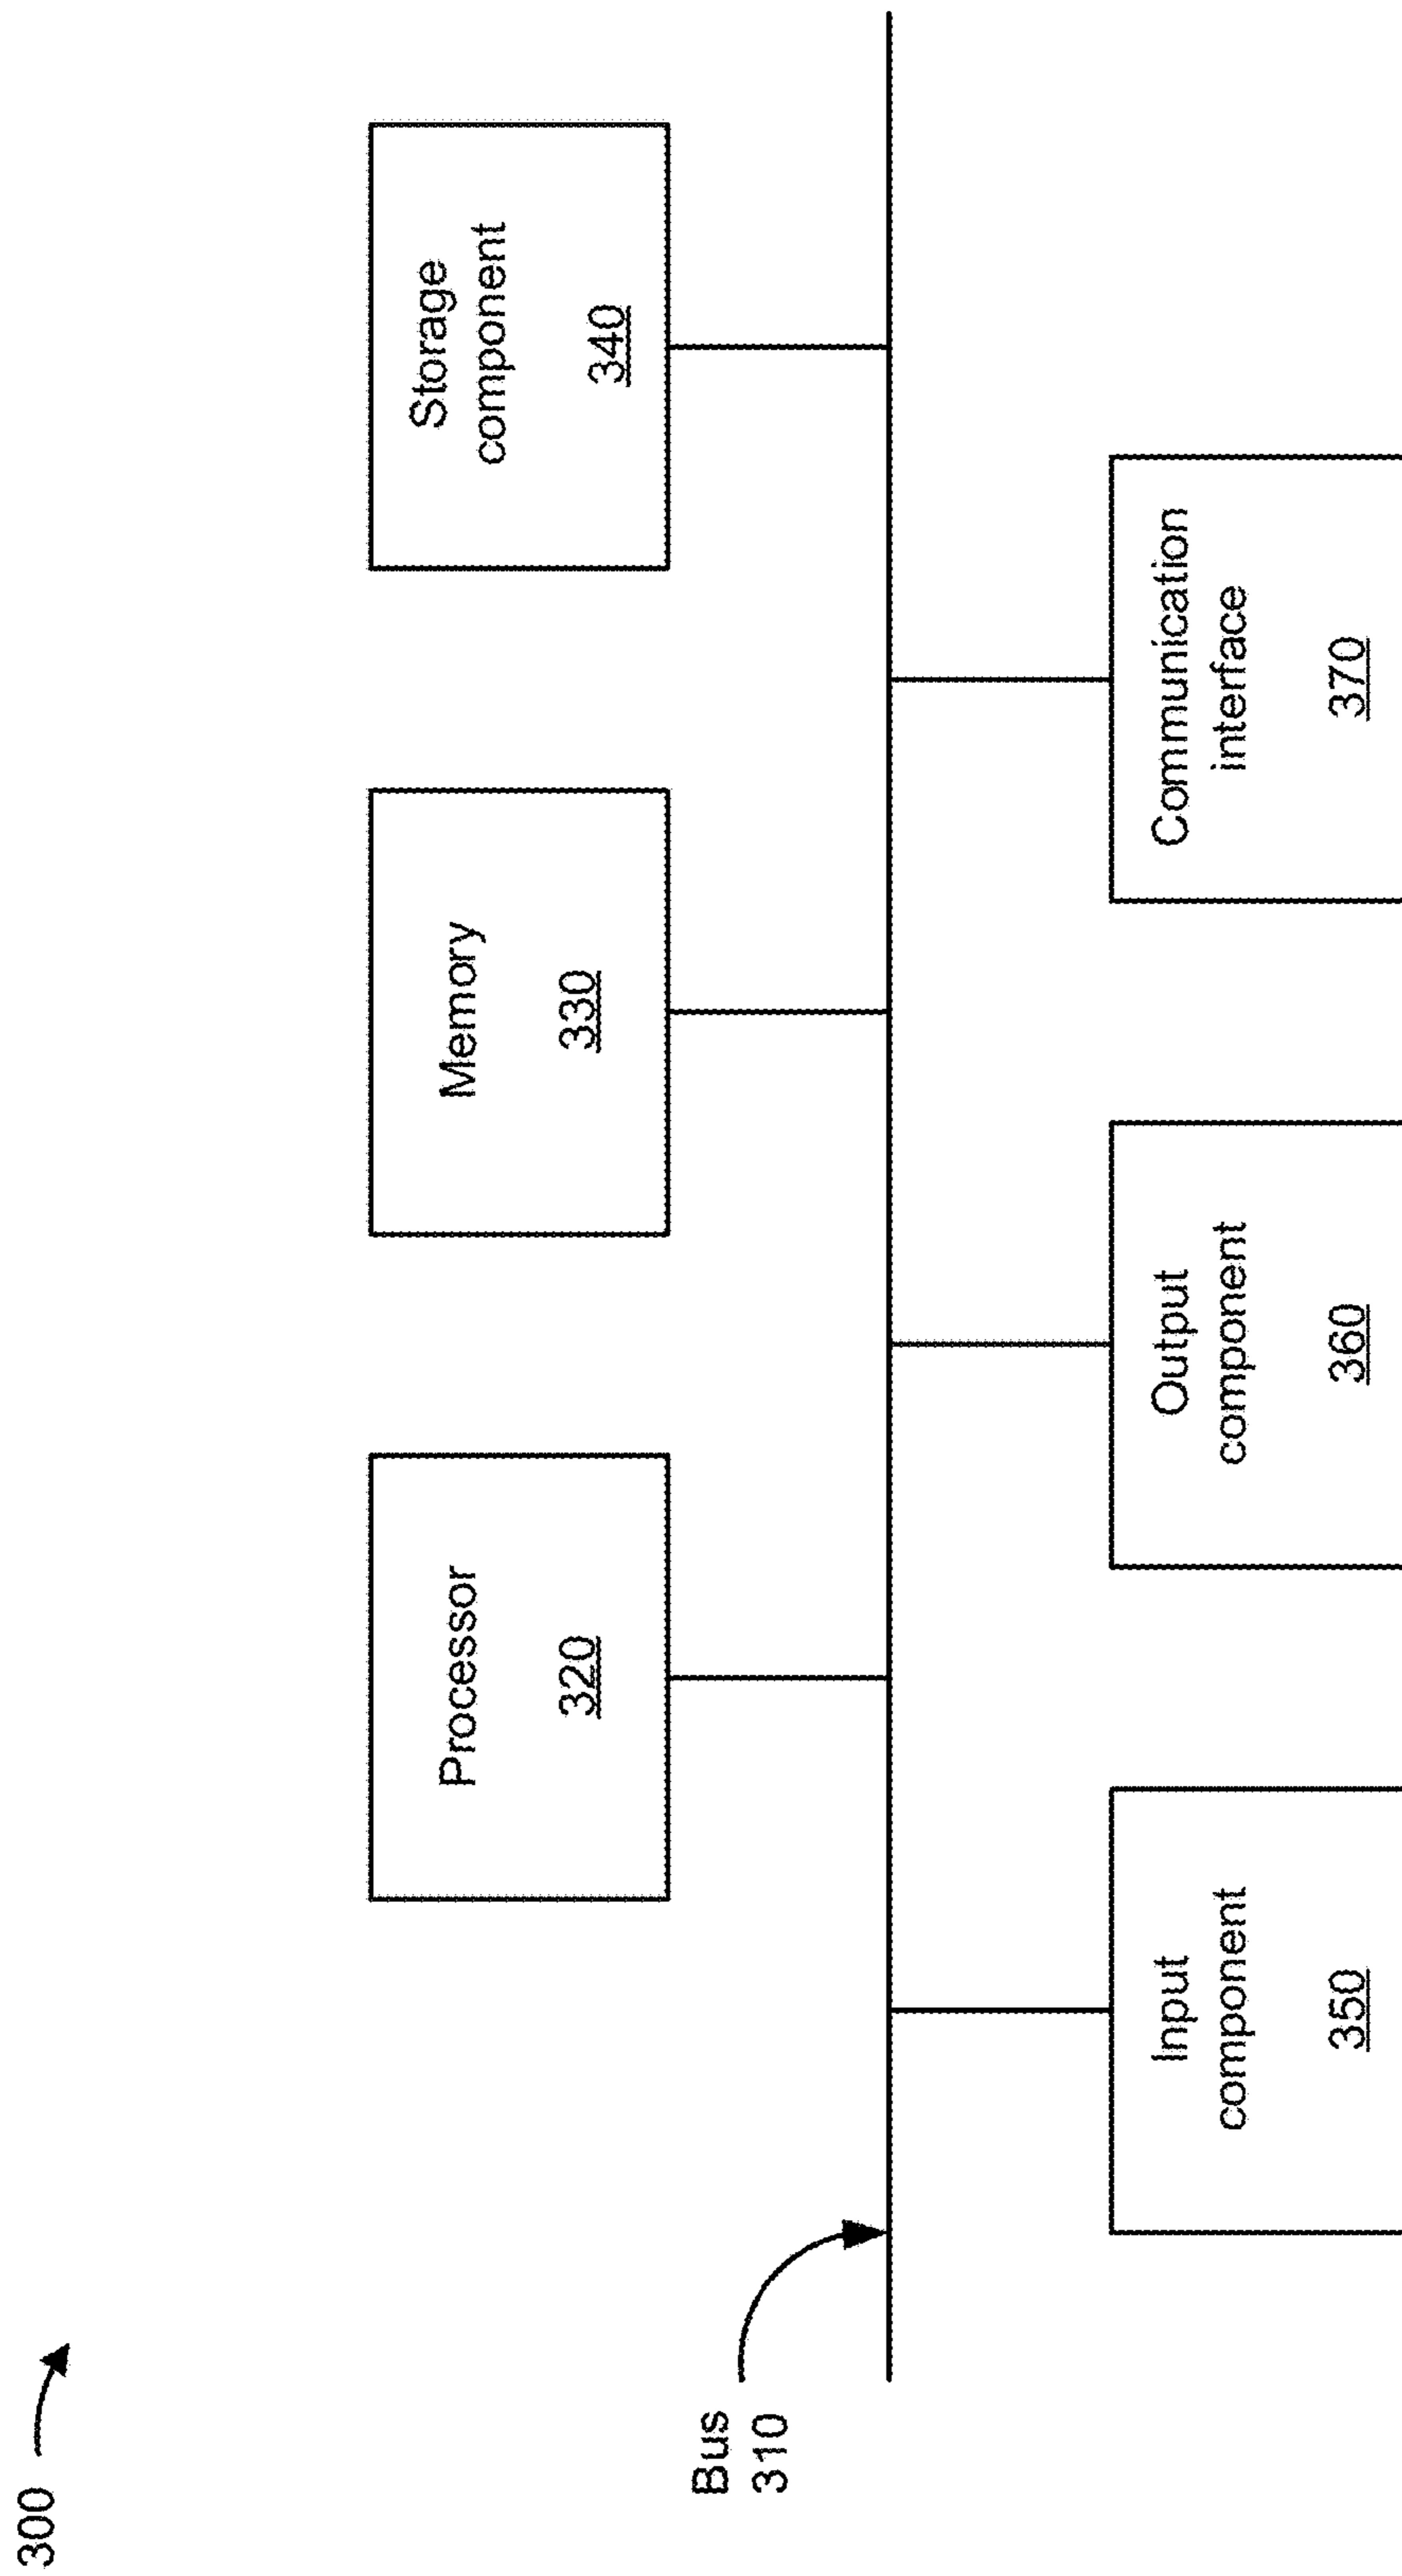 300
Processor
320
Memory
330
Storage
component
340
Bus
310
Input
component
350
Output
component
360
Communication
interface
370